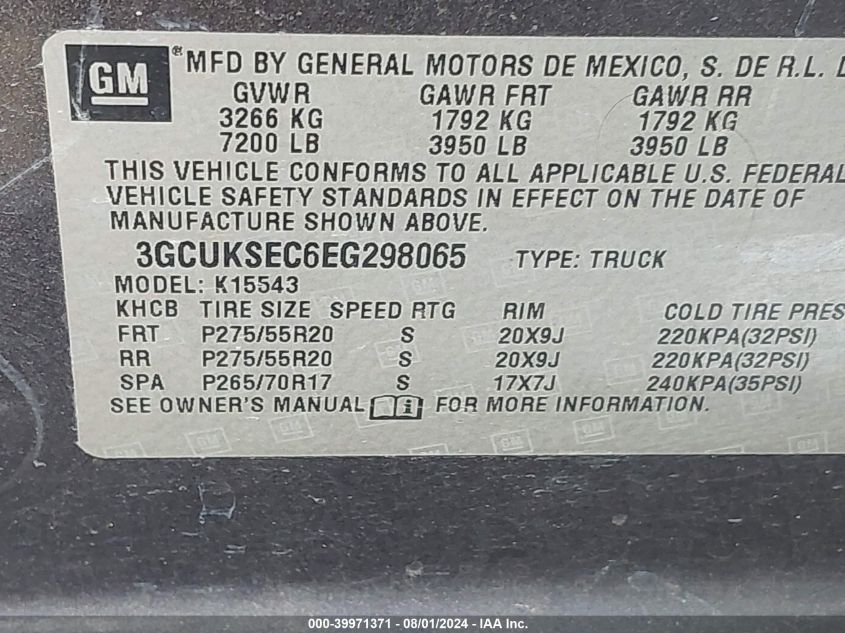 GM ® MFD BY GENERAL MOTORS DE MEXICO, S. DE R.L.
GVWR GAWR FRT GAWR RR
3266 KG 1792 KG 1792 KG
7200 LB 3950 LB 3950 LB
THIS VEHICLE CONFORMS TO ALL APPLICABLE U.S. FEDERAL
VEHICLE SAFETY STANDARDS IN EFFECT ON THE DATE OF
MANUFACTURE SHOWN ABOVE.
3GCUKSEC6EG298065 TYPE: TRUCK
MODEL: K15543
KHCB TIRE SIZE SPEED RTG RIM COLD TIRE PRES
FRT P275/55R20 S 20X9J 220KPA(32PSI)
RR P275/55R20 S 20X9J 220KPA(32PSI)
SPA P265/70R17 S 17X7J 240KPA(35PSI)
SEE OWNER'S MANUAL i FOR MORE INFORMATION.
000-39971371 - 08/01/2024 - IAA Inc.